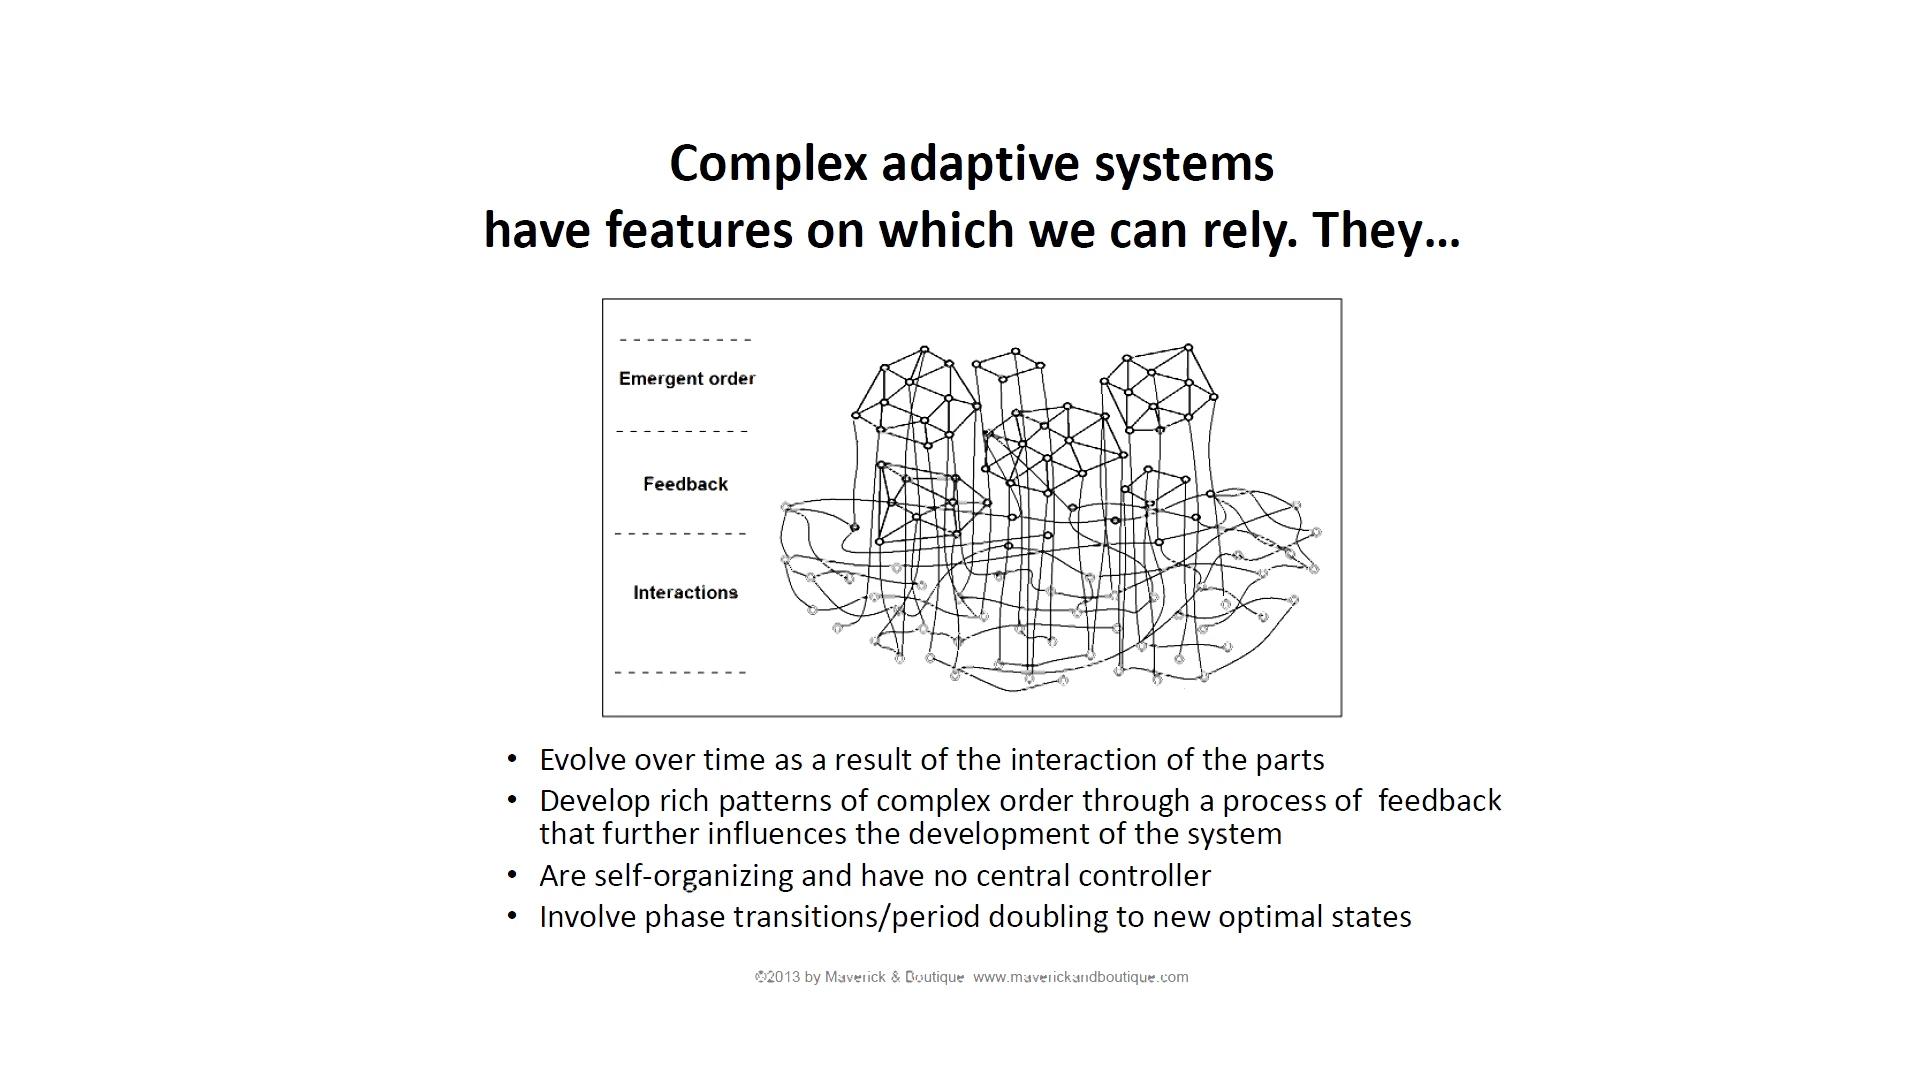 Complex adaptive systems
have features on which we can rely. They…
Emergent order
Feedback
Interactions
• Evolve over time as a result of the interaction of the parts
• Develop rich patterns of complex order through a process of  feedback
that further influences the development of the system
• Are self-organizing and have no central controller
• Involve phase transitions/period doubling to new optimal states
©2013 by Maverick & Boutique  www.maverickandboutique.com